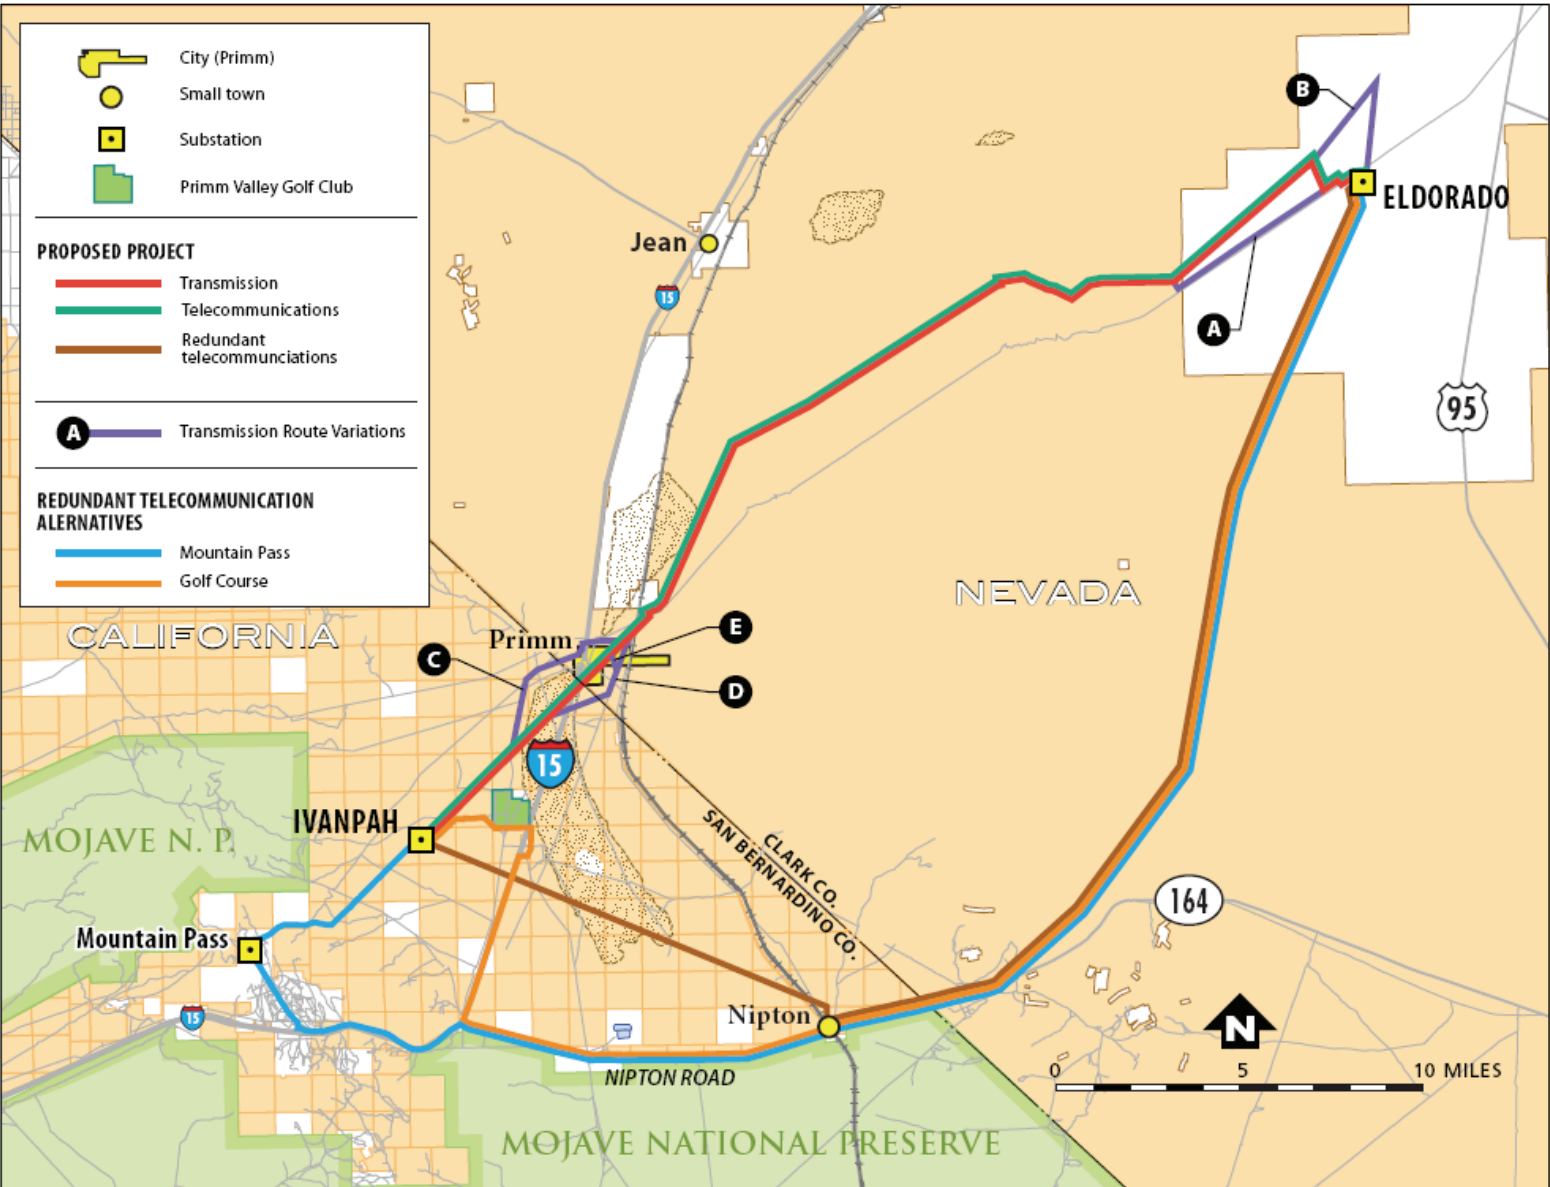 City (Primm)
Small town
Substation
Primm Valley Golf Club
PROPOSED PROJECT
Transmission
Telecommunications
Redundant
telecommunciations
A
Transmission Route Variations
REDUNDANT TELECOMMUNICATION
ALERNATIVES
Mountain Pass
Golf Course
B
ELDORADO
Jean
15
A
95
NEVADA
CALIFORNIA
Primm
E
C
D
15
IVANPAH
MOJAVE N. P.
CLARK CO.
SAN BERNARDINO CO.
164
Mountain Pass
15
Nipton
N
NIPTON ROAD
0 5 10 MILES
MOJAVE NATIONAL PRESERVE